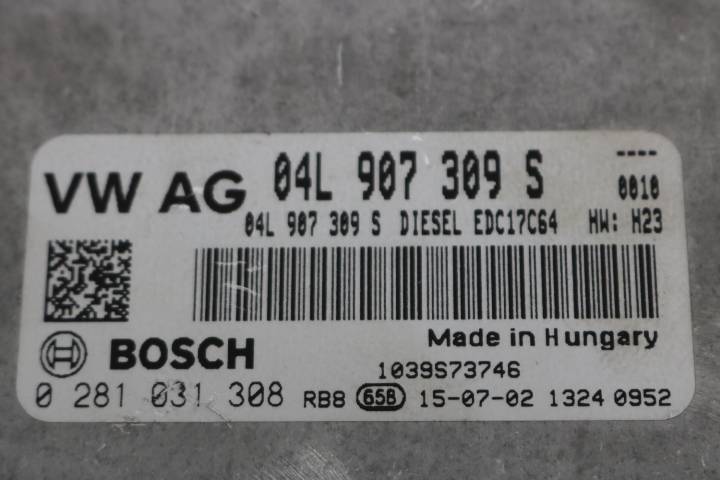 VW AG 04L 907 309 S ----
0010
04L 907 309 S DIESEL EDC17C64 HW: H23
Made in Hungary
BOSCH
1039S73746
0 281 031 308 RB8 658 15-07-02 1324 0952